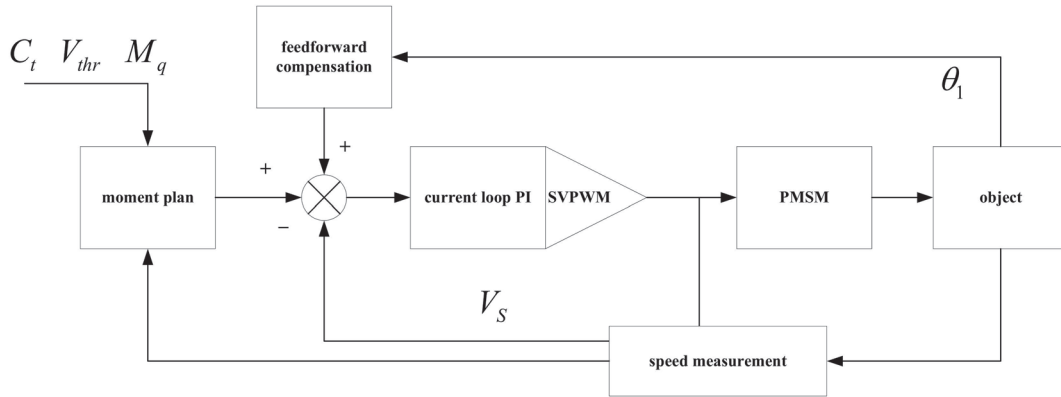 C_t V_thr M_q
feedforward
compensation
θ_1
+
+
−
moment plan
current loop PI
SVPWM
PMSM
object
V_S
speed measurement